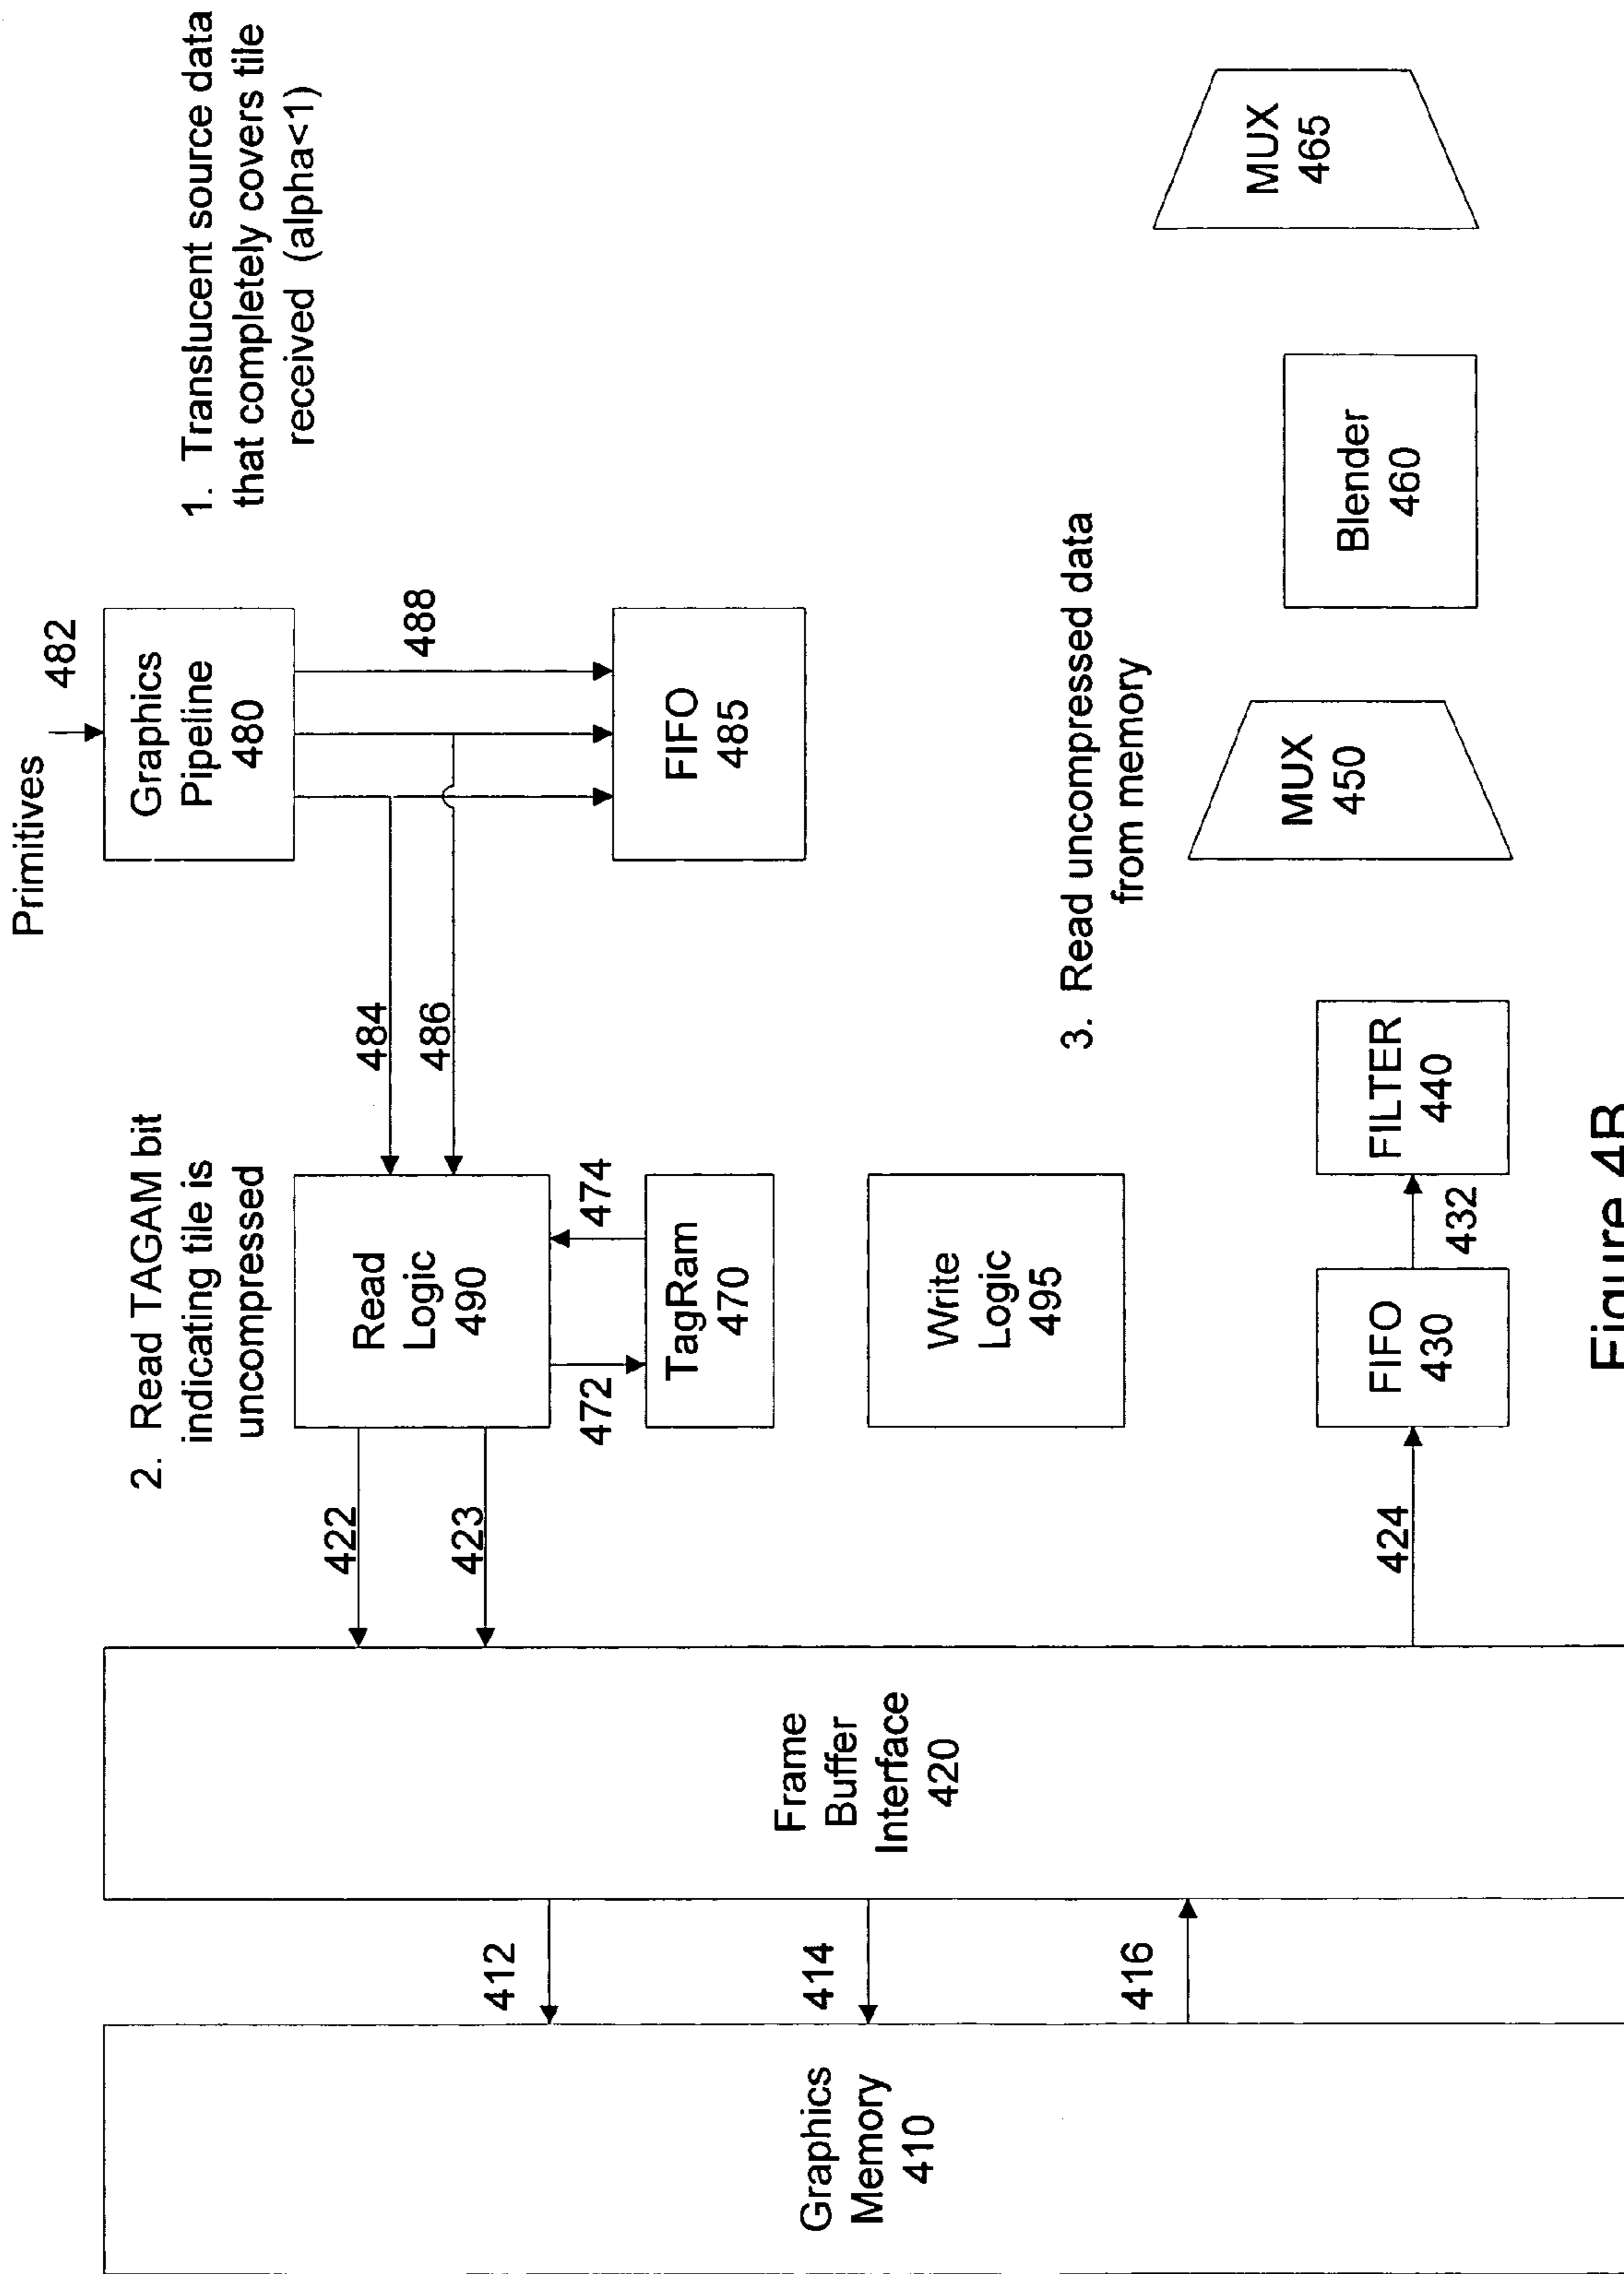 Primitives
482
1. Translucent source data
that completely covers tile
received (alpha<1)
2. Read TAGAM bit
indicating tile is
uncompressed
Graphics
Pipeline
480
484
486
488
422
423
Read
Logic
490
472
474
TagRam
470
FIFO
485
412
414
416
Graphics
Memory
410
Frame
Buffer
Interface
420
Write
Logic
495
3. Read uncompressed data
from memory
424
FIFO
430
432
FILTER
440
MUX
450
Blender
460
MUX
465
Figure 4B